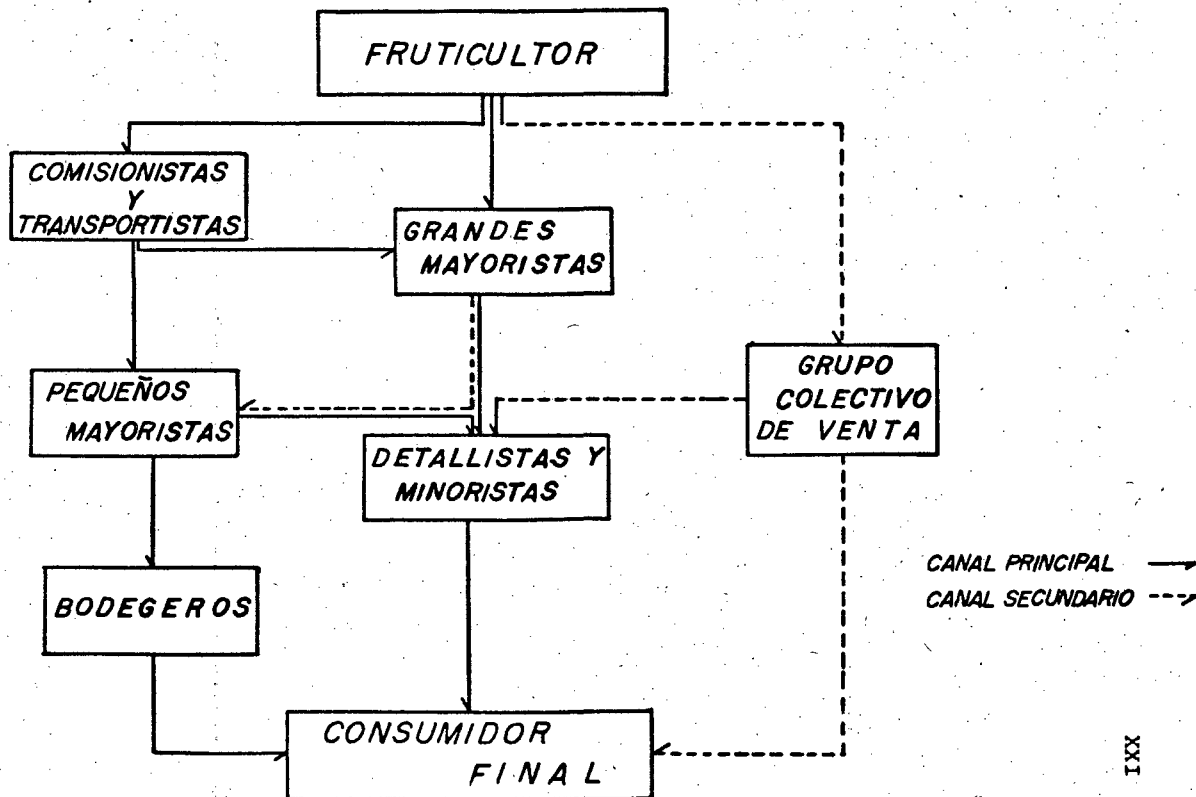 FRUTICULTOR
COMISIONISTAS
Y
TRANSPORTISTAS
GRANDES
MAYORISTAS
PEQUEÑOS
MAYORISTAS
GRUPO
COLECTIVO
DE VENTA
DETALLISTAS Y
MINORISTAS
BODEGEROS
CANAL PRINCIPAL
CANAL SECUNDARIO
CONSUMIDOR
FINAL
XXI